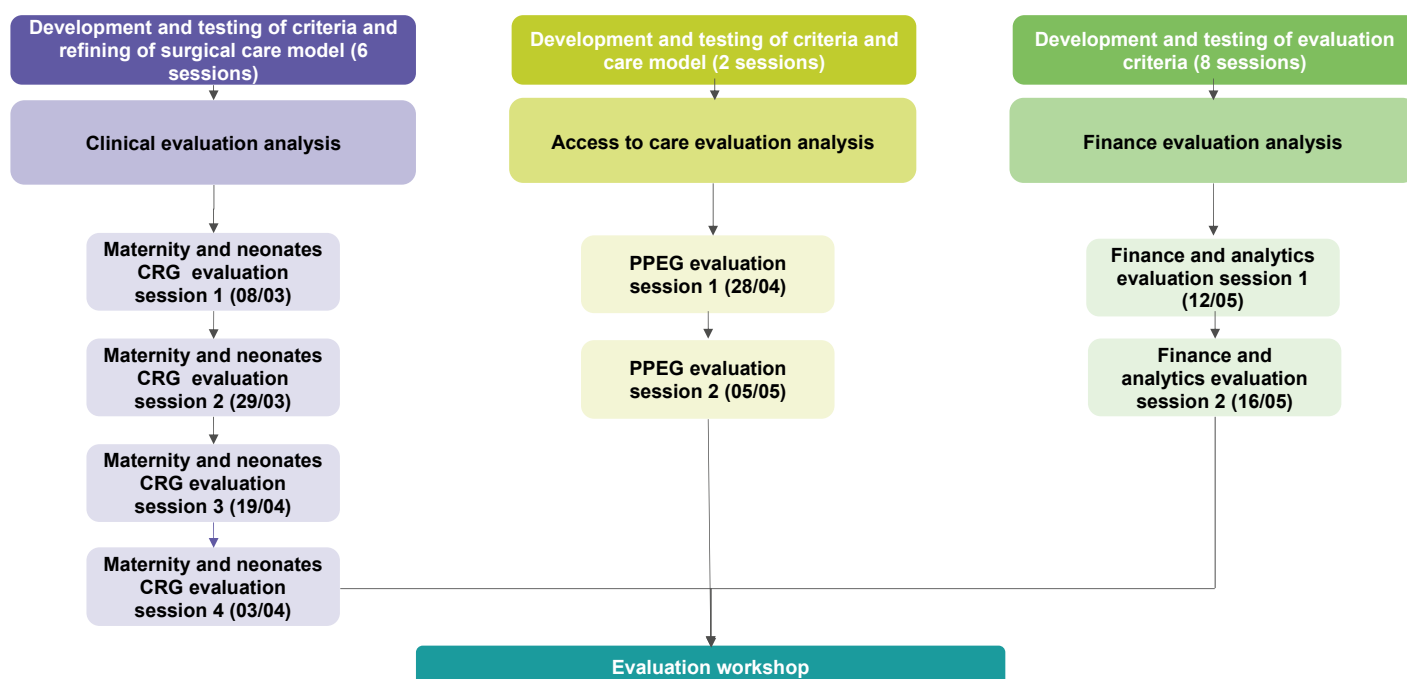 Development and testing of criteria and
refining of surgical care model (6
sessions)
Clinical evaluation analysis
Maternity and neonates
CRG evaluation
session 1 (08/03)
Maternity and neonates
CRG evaluation
session 2 (29/03)
Maternity and neonates
CRG evaluation
session 3 (19/04)
Maternity and neonates
CRG evaluation
session 4 (03/04)
Development and testing of criteria and
care model (2 sessions)
Access to care evaluation analysis
PPEG evaluation
session 1 (28/04)
PPEG evaluation
session 2 (05/05)
Development and testing of evaluation
criteria (8 sessions)
Finance evaluation analysis
Finance and analytics
evaluation session 1
(12/05)
Finance and
analytics evaluation
session 2 (16/05)
Evaluation workshop